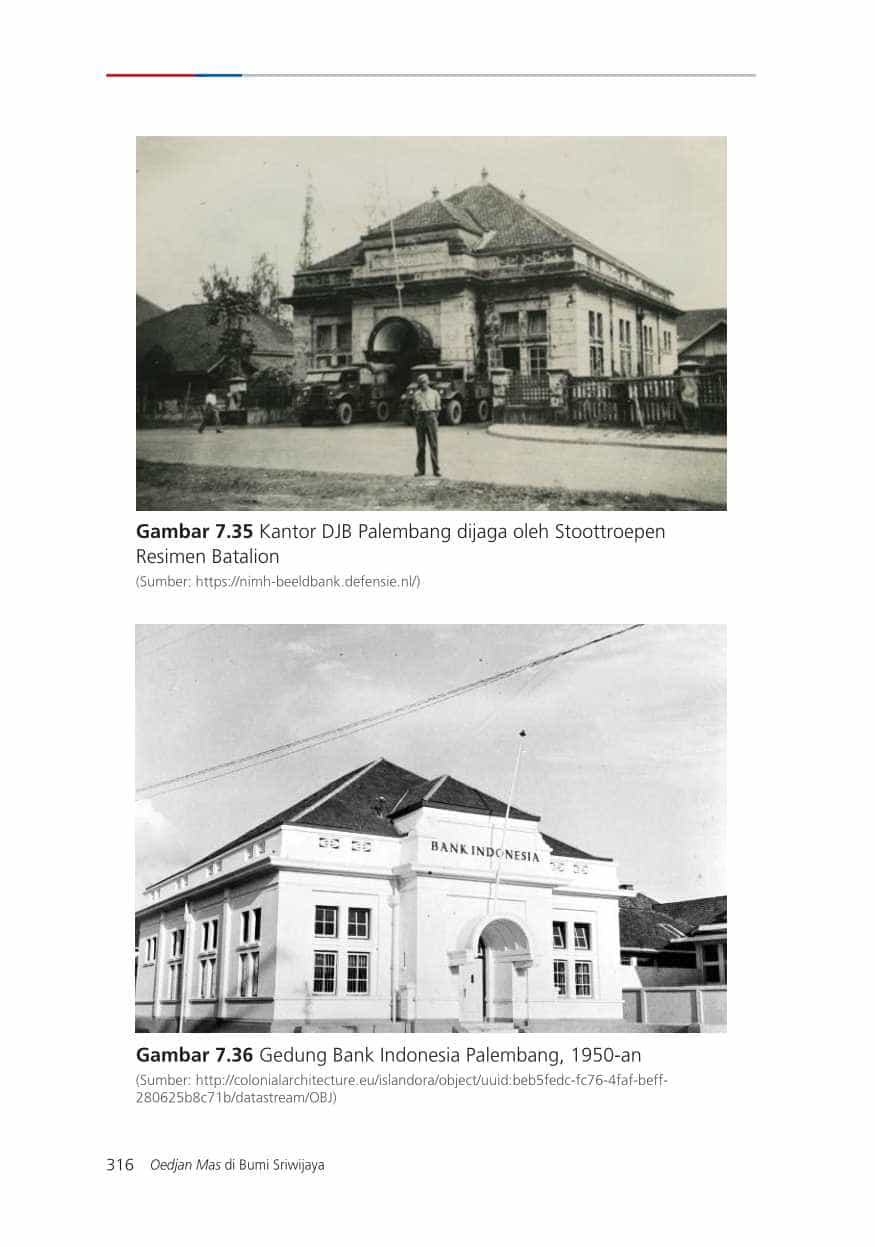 Gambar 7.35 Kantor DJB Palembang dijaga oleh Stoottroepen
Resimen Batalion
(Sumber: https://nimh-beeldbank.defensie.nl/)
BANK INDONESIA
Gambar 7.36 Gedung Bank Indonesia Palembang, 1950-an
(Sumber: http://colonialarchitecture.eu/islandora/object/uuid:beb5fedc-fc76-4faf-beff-
280625b8c71b/datastream/OBJ)
316 Oedjan Mas di Bumi Sriwijaya